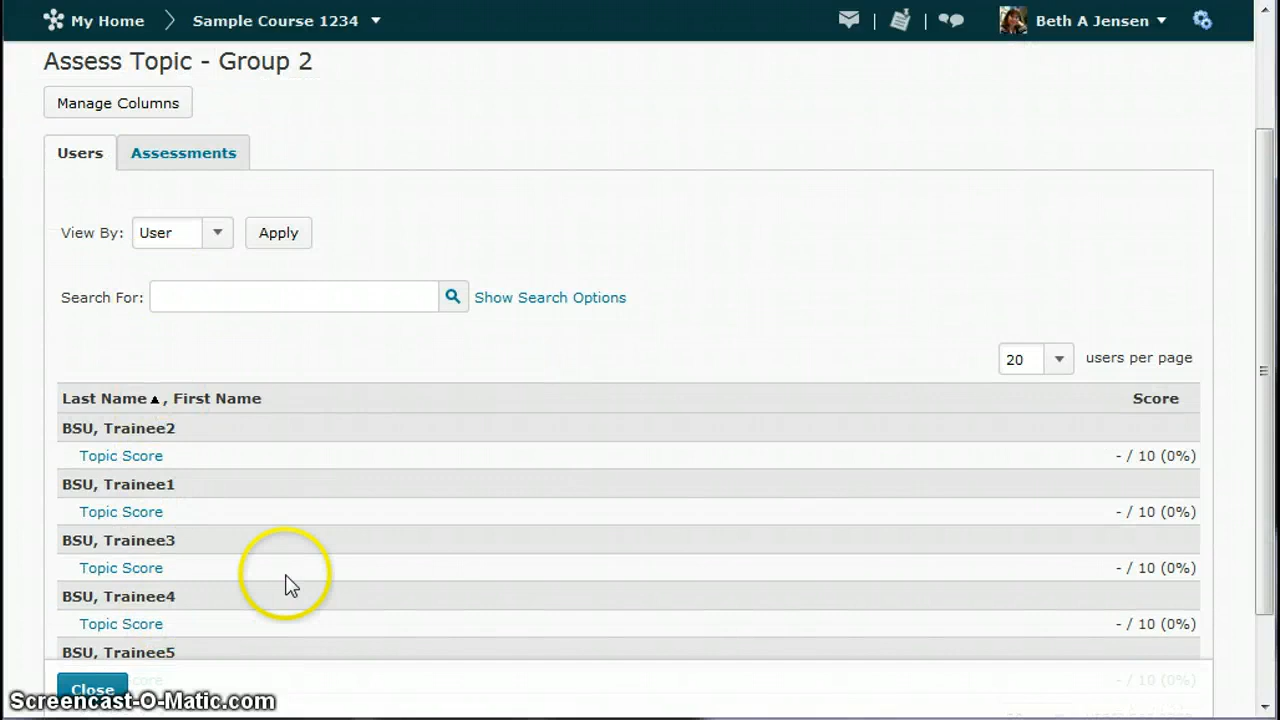 My Home Sample Course 1234 Beth A Jensen
Assess Topic - Group 2
Manage Columns
Users Assessments
View By: User Apply
Search For: Show Search Options
20 users per page
Last Name ▲ , First Name Score
BSU, Trainee2
Topic Score - / 10 (0%)
BSU, Trainee1
Topic Score - / 10 (0%)
BSU, Trainee3
Topic Score - / 10 (0%)
BSU, Trainee4
Topic Score - / 10 (0%)
BSU, Trainee5
Close core - / 10 (0%)
Screencast-O-Matic.com